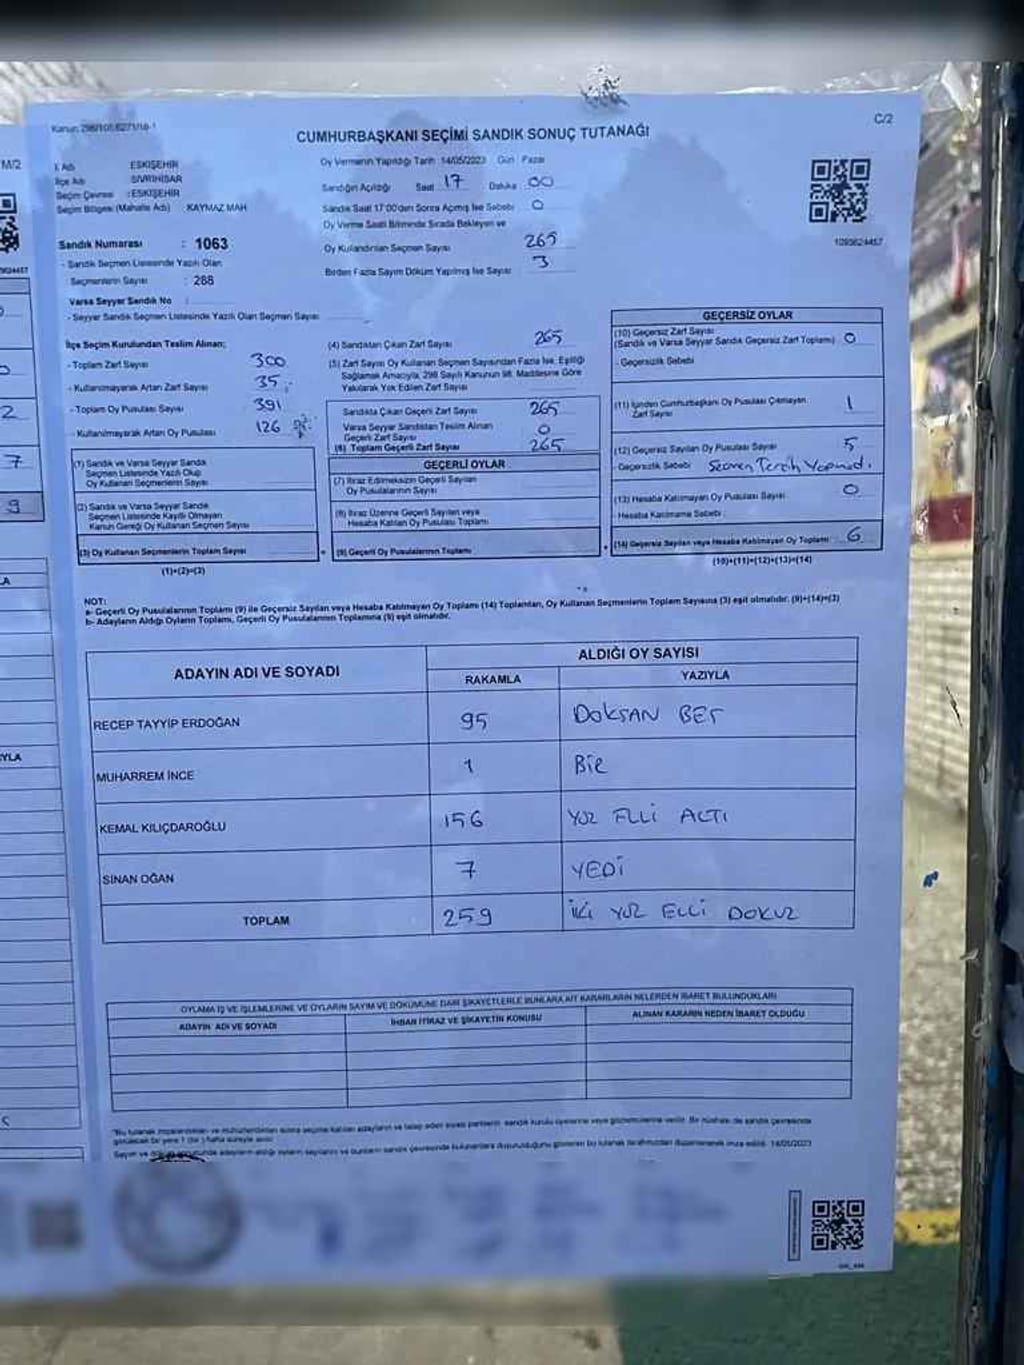 C/2
CUMHURBAŞKANI SEÇİMİ SANDIK SONUÇ TUTANAĞI
M/2
İl Adı ESKİŞEHİR
İlçe Adı SİVRİHİSAR
Seçim Çevresi : ESKİŞEHİR
Seçim Bölgesi (Mahalle Adı) KAYMAZ MAH
Oy Vermenin Yapıldığı Tarih 14/05/2023 Gün Pazar
Sandığın Açıldığı Saat 17 Dakika 00
Sandık Saat 17:00'den Sonra Açılmış İse Sebebi 0
Oy Verme Saati Bitiminde Sırada Bekleyen ve
Oy Kullandırılan Seçmen Sayısı 265
Birden Fazla Sayım Döküm Yapılmış İse Sayısı 3
1093624457
Sandık Numarası : 1063
- Sandık Seçmen Listesinde Yazılı Olan
Seçmenlerin Sayısı : 288
Varsa Seyyar Sandık No :
- Seyyar Sandık Seçmen Listesinde Yazılı Olan Seçmen Sayısı
İlçe Seçim Kurulundan Teslim Alınan;
- Toplam Zarf Sayısı 300
- Kullanılmayarak Artan Zarf Sayısı 35
- Toplam Oy Pusulası Sayısı 391
- Kullanılmayarak Artan Oy Pusulası 126
(1) Sandık ve Varsa Seyyar Sandık
Seçmen Listesinde Yazılı Olup
Oy Kullanan Seçmenlerin Sayısı
(2) Sandık ve Varsa Seyyar Sandık
Seçmen Listesinde Kayıtlı Olmayan
Kanun Gereği Oy Kullanan Seçmen Sayısı
(3) Oy Kullanan Seçmenlerin Toplam Sayısı
(1)+(2)=(3)
(4) Sandıktan Çıkan Zarf Sayısı 265
(5) Zarf Sayısı Oy Kullanan Seçmen Sayısından Fazla İse, Eşitliği
Sağlamak Amacıyla, 298 Sayılı Kanunun 98. Maddesine Göre
Yakılarak Yok Edilen Zarf Sayısı
Sandıkta Çıkan Geçerli Zarf Sayısı 265
Varsa Seyyar Sandıktan Teslim Alınan
Geçerli Zarf Sayısı 0
(6) Toplam Geçerli Zarf Sayısı 265
GEÇERLİ OYLAR
(7) İtiraz Edilmeksizin Geçerli Sayılan
Oy Pusulalarının Sayısı
(8) İtiraz Üzerine Geçerli Sayılan veya
Hesaba Katılan Oy Pusulası Toplamı
(9) Geçerli Oy Pusulalarının Toplamı
GEÇERSİZ OYLAR
(10) Geçersiz Zarf Sayısı
(Sandık ve Varsa Seyyar Sandık Geçersiz Zarf Toplamı) 0
- Geçersizlik Sebebi
(11) İçinden Cumhurbaşkanı Oy Pusulası Çıkmayan
Zarf Sayısı 1
(12) Geçersiz Sayılan Oy Pusulası Sayısı 5
- Geçersizlik Sebebi Seçmen Tercih Yapmadı.
(13) Hesaba Katılmayan Oy Pusulası Sayısı 0
- Hesaba Katılmama Sebebi :
(14) Geçersiz Sayılan veya Hesaba Katılmayan Oy Toplamı 6
(10)+(11)+(12)+(13)=(14)
NOT:
a- Geçerli Oy Pusulalarının Toplamı (9) ile Geçersiz Sayılan veya Hesaba Katılmayan Oy Toplamı (14) Toplamları, Oy Kullanan Seçmenlerin Toplam Sayısına (3) eşit olmalıdır. (9)+(14)=(3)
b- Adayların Aldığı Oyların Toplamı, Geçerli Oy Pusulalarının Toplamına (9) eşit olmalıdır.
ADAYIN ADI VE SOYADI ALDIĞI OY SAYISI
RAKAMLA YAZIYLA
RECEP TAYYİP ERDOĞAN 95 DOKSAN BEŞ
MUHARREM İNCE 1 BİR
KEMAL KILIÇDAROĞLU 156 YÜZ ELLİ ALTI
SİNAN OĞAN 7 YEDİ
TOPLAM 259 İKİ YÜZ ELLİ DOKUZ
OYLAMA İŞ VE İŞLEMLERİNE VE OYLARIN SAYIM VE DÖKÜMÜNE DAİR ŞİKAYETLERLE BUNLARA AİT KARARLARIN NELERDEN İBARET BULUNDUKLARI
ADAYIN ADI VE SOYADI İHBAR İTİRAZ VE ŞİKAYETİN KONUSU ALINAN KARARIN NEDEN İBARET OLDUĞU